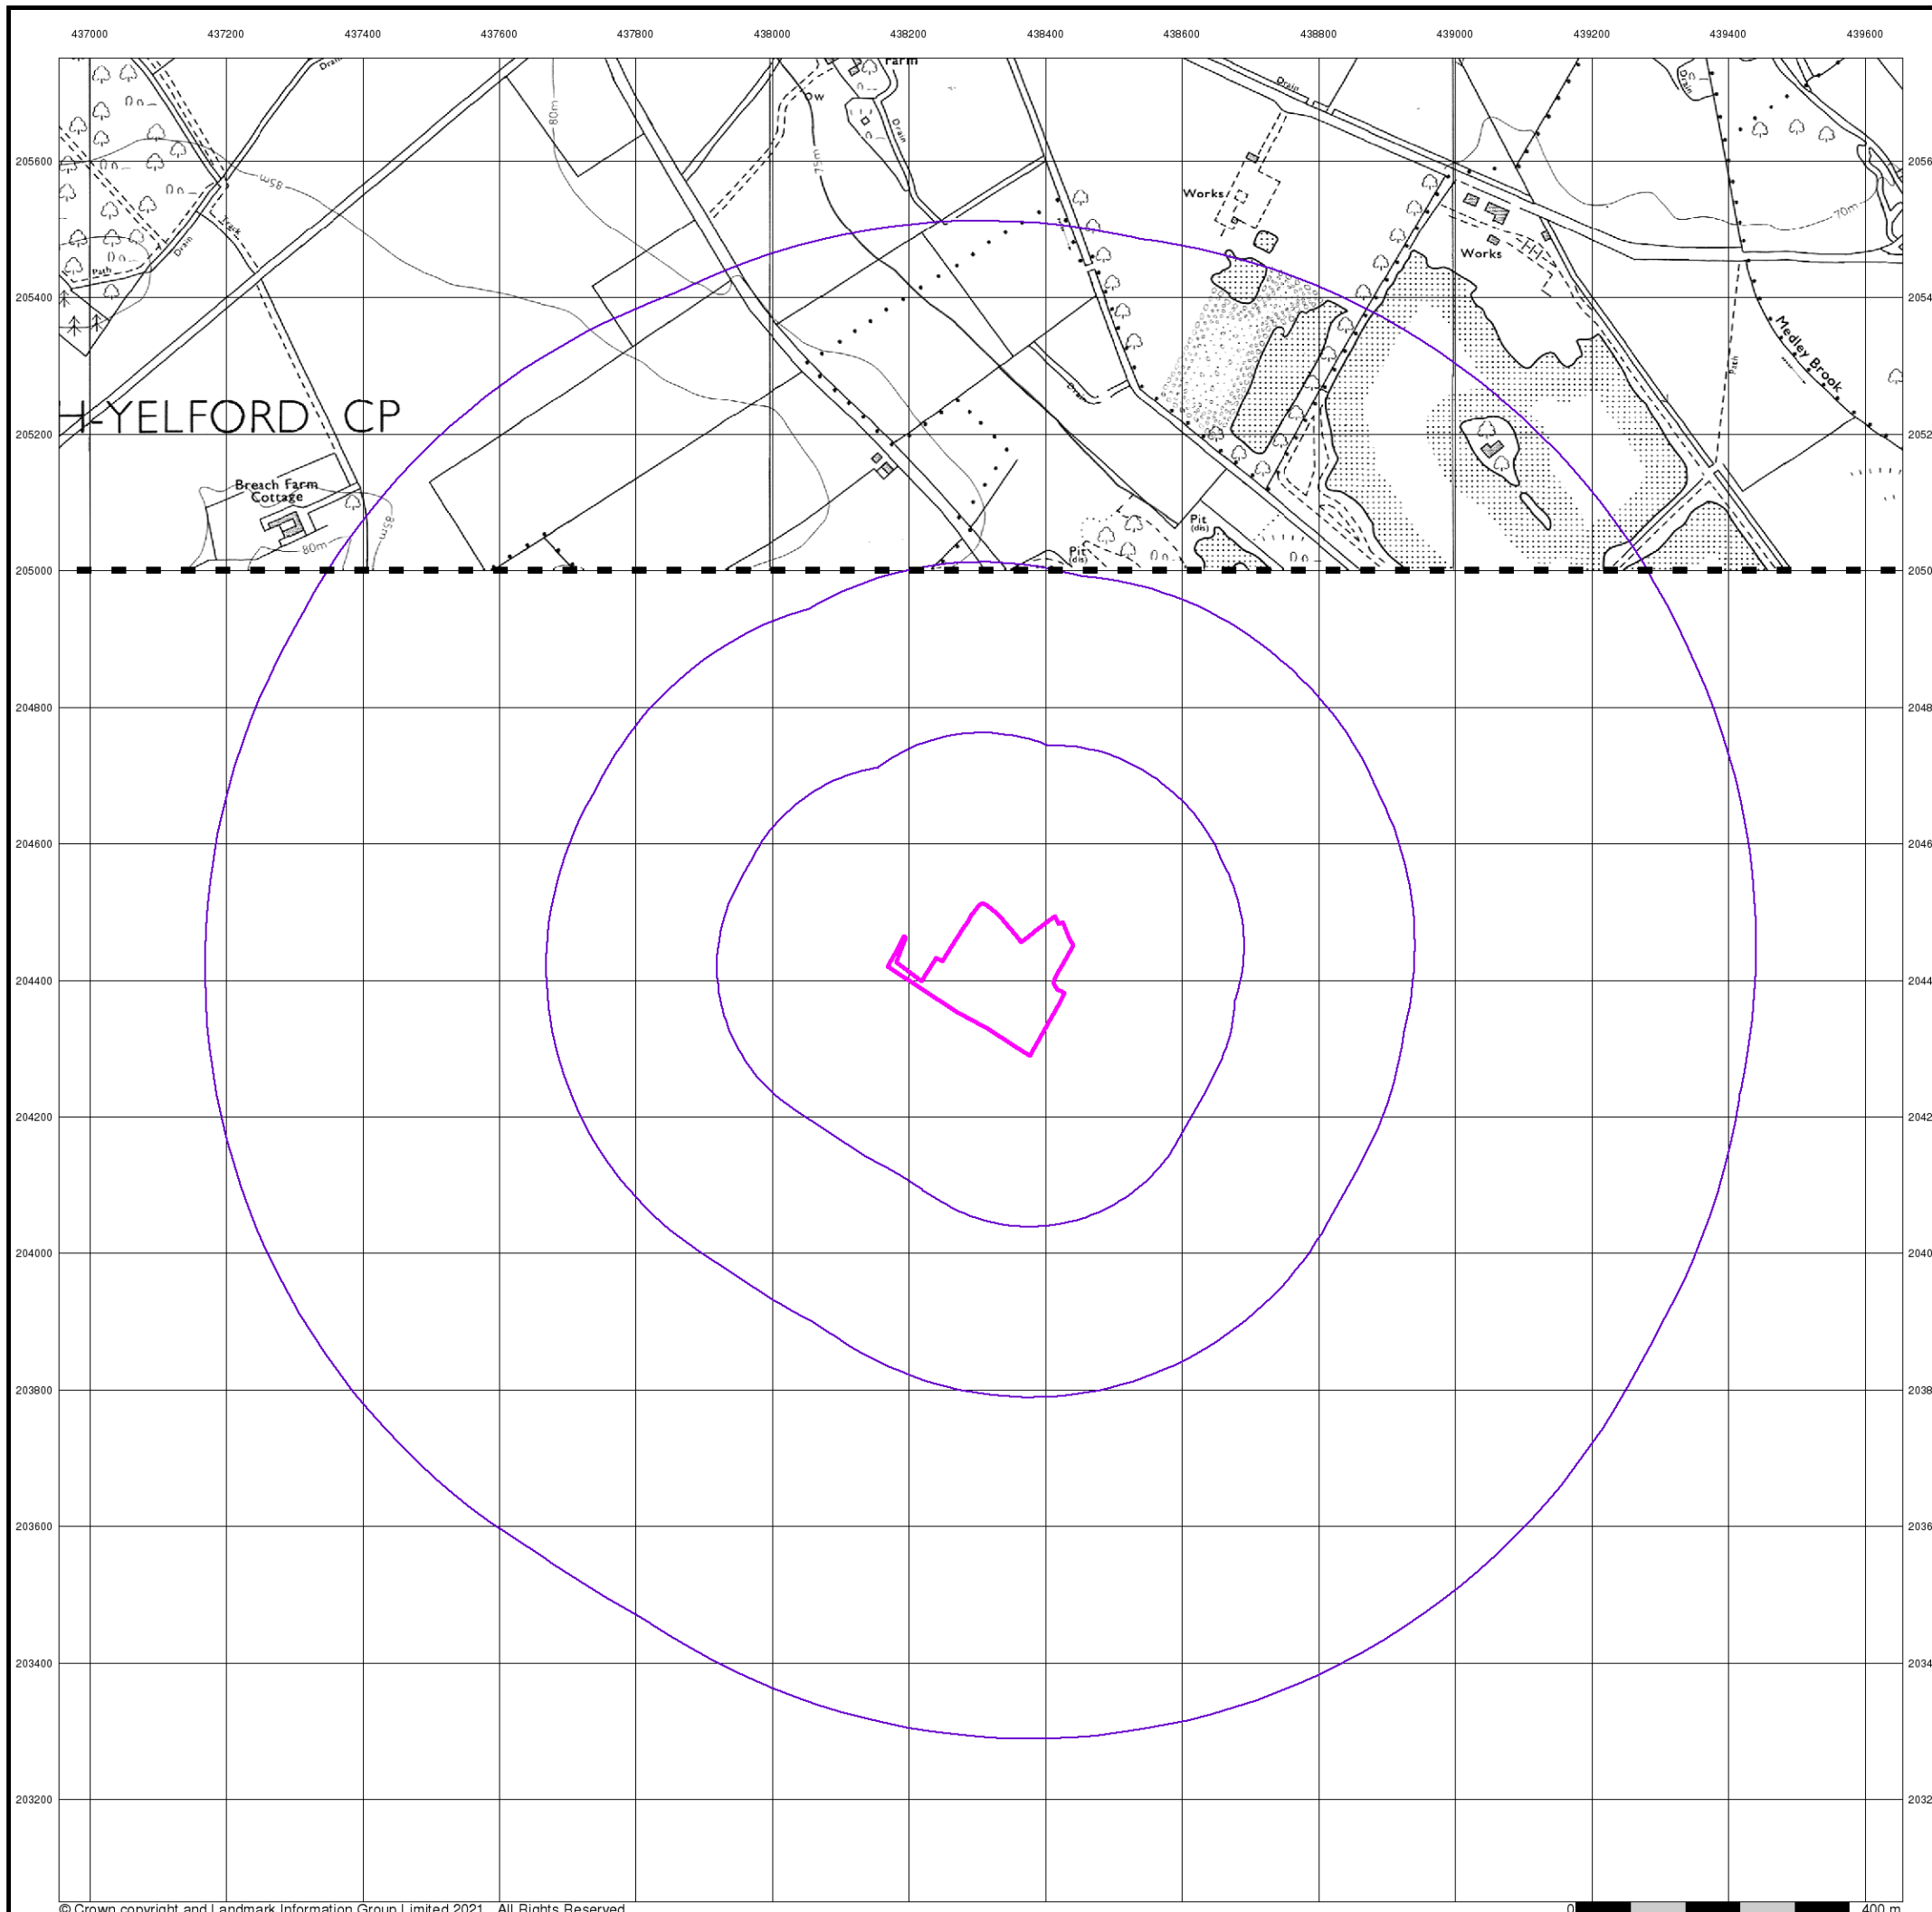 437000 437200 437400 437600 437800 438000 438200 438400 438600 438800 439000 439200 439400 439600
Drain
Farm
80m
Drain
Drain
75m
Drain
205600
85m
Works
70m
Track
Drain
Path
Works
205400
Medley Brook
Path
Drain
H-YELFORD CP
205200
Breach Farm
Cottage
85m
80m
Pit
(dis)
Pit
(dis)
205000
204800
204600
204400
204200
204000
203800
203600
203400
203200
© Crown copyright and Landmark Information Group Limited 2021. All Rights Reserved.
0 400 m